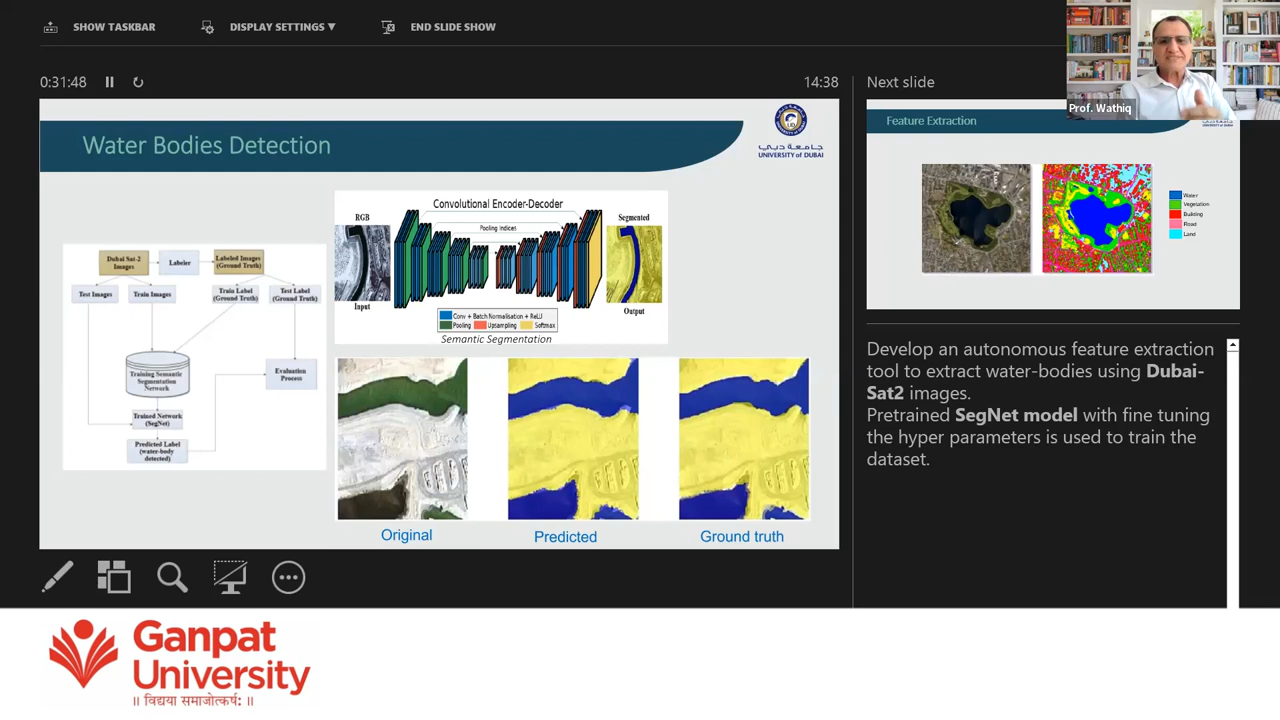 SHOW TASKBAR
DISPLAY SETTINGS ▼
END SLIDE SHOW
0:31:48
14:38
Next slide
Prof. Wathiq
Water Bodies Detection
جامعة دبي
UNIVERSITY of DUBAI
Convolutional Encoder-Decoder
RGB
Pooling Indices
Segmented
Input
Output
Conv + Batch Normalisation + ReLU
Pooling
Upsampling
Softmax
Semantic Segmentation
Dubai Sat-2
Images
Labeler
Labeled Images
(Ground Truth)
Test Images
Train Images
Train Label
(Ground Truth)
Test Label
(Ground Truth)
Training Semantic
Segmentation
Network
Evaluation
Process
Trained Network
(SegNet)
Predicted Label
(water-body
detected)
Original
Predicted
Ground truth
Feature Extraction
UNIVERSITY of DUBAI
Water
Vegetation
Building
Road
Land
Develop an autonomous feature extraction
tool to extract water-bodies using Dubai-
Sat2 images.
Pretrained SegNet model with fine tuning
the hyper parameters is used to train the
dataset.
Ganpat
University
॥ विद्यया समाजोत्कर्षः ॥